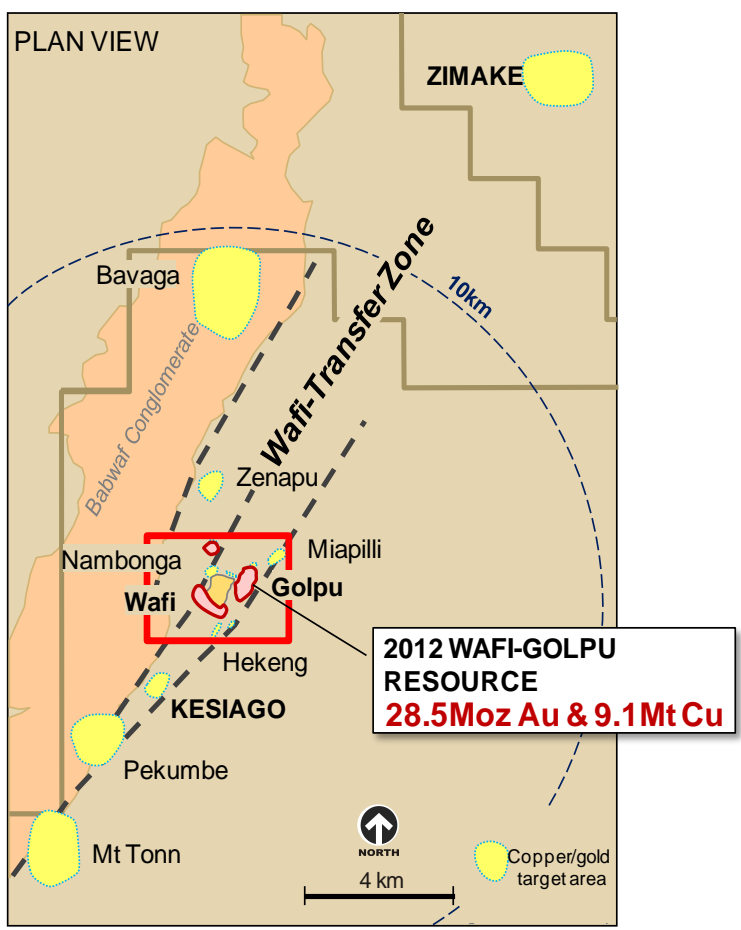 PLAN VIEW
ZIMAKE
Bavaga
10km
Wafi-Transfer Zone
Babwaf Conglomerate
Zenapu
Nambonga
Miapilli
Wafi
Golpu
2012 WAFI-GOLPU
RESOURCE
28.5Moz Au & 9.1Mt Cu
Hekeng
KESIAGO
Pekumbe
Mt Tonn
NORTH
4 km
Copper/gold
target area